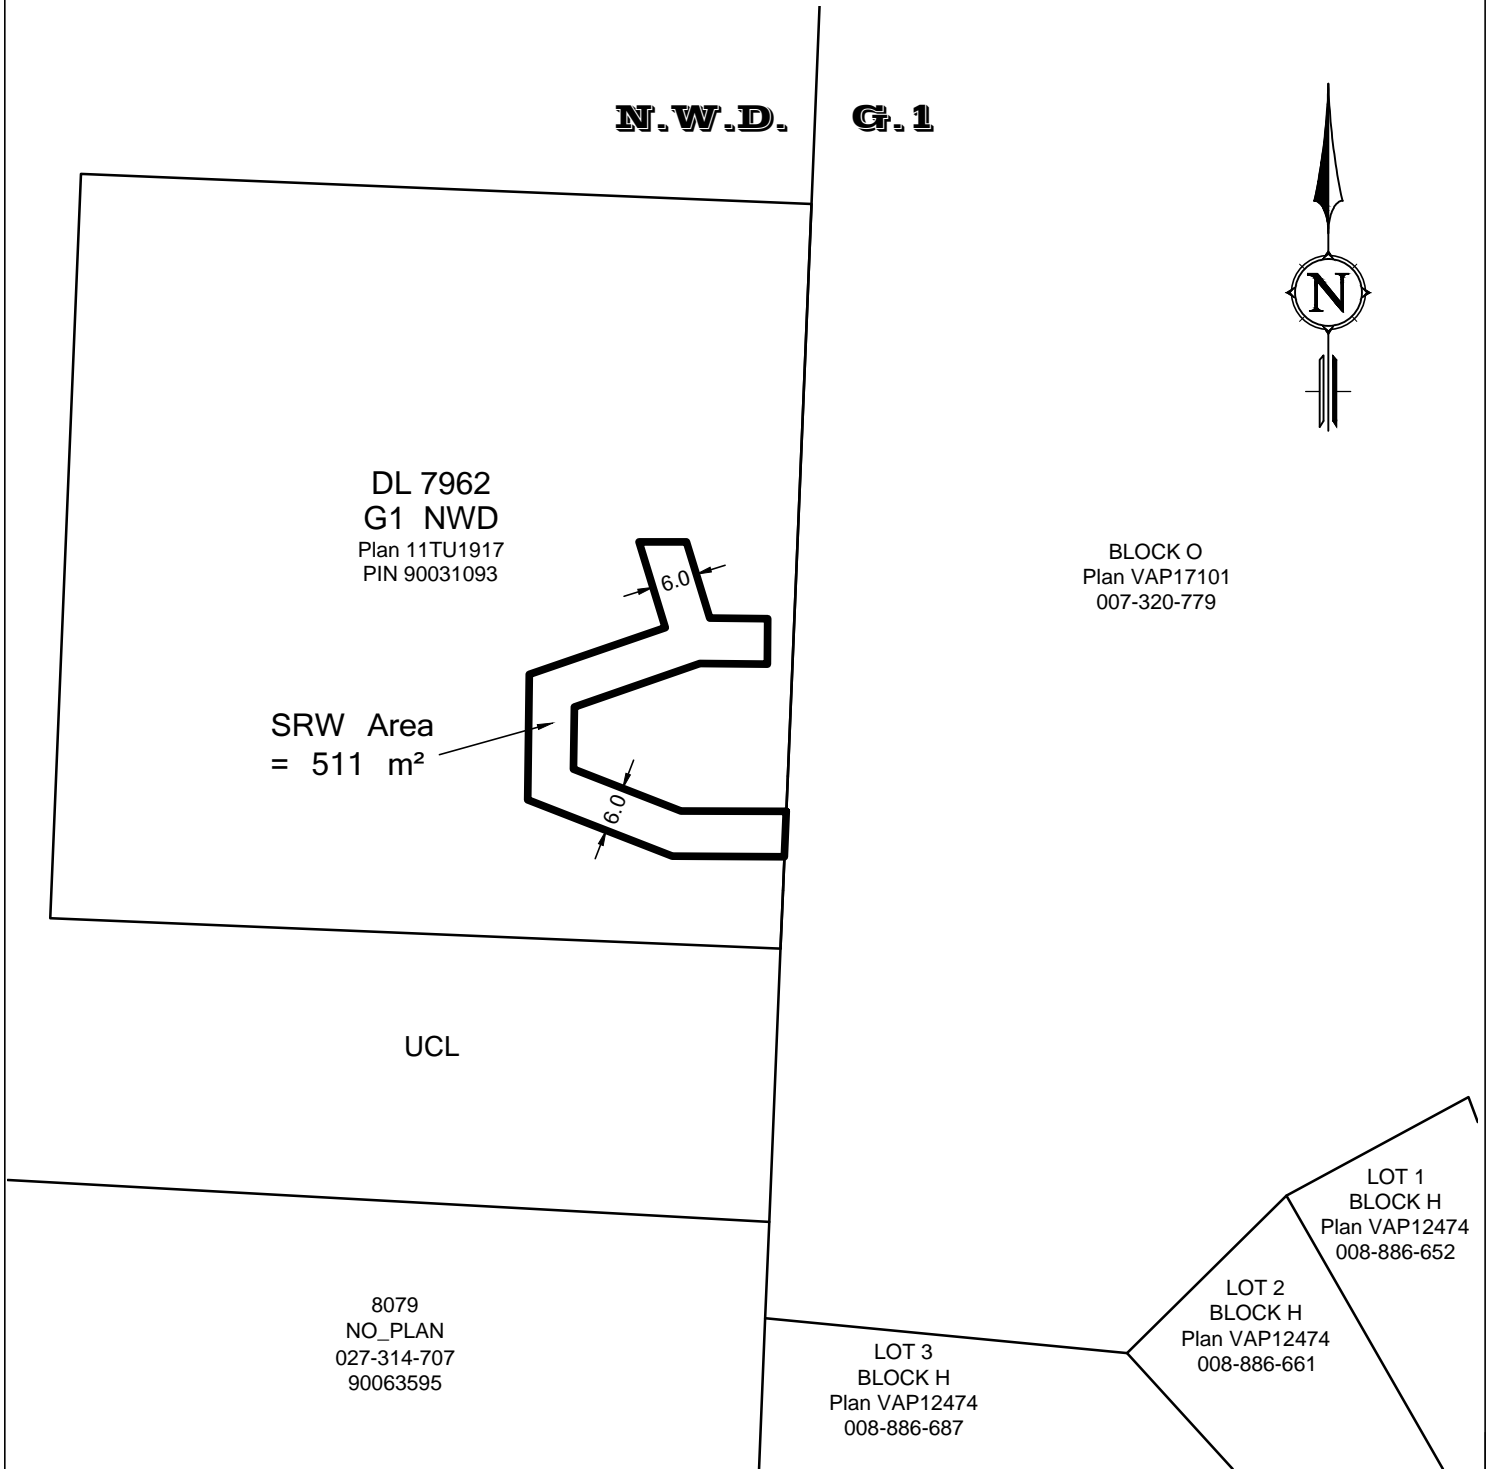 N.W.D. G.1
N
DL 7962
G1 NWD
Plan 11TU1917
PIN 90031093
6.0
BLOCK O
Plan VAP17101
007-320-779
SRW Area
= 511 m²
6.0
UCL
LOT 1
BLOCK H
Plan VAP12474
008-886-652
LOT 2
BLOCK H
Plan VAP12474
008-886-661
8079
NO_PLAN
027-314-707
90063595
LOT 3
BLOCK H
Plan VAP12474
008-886-687